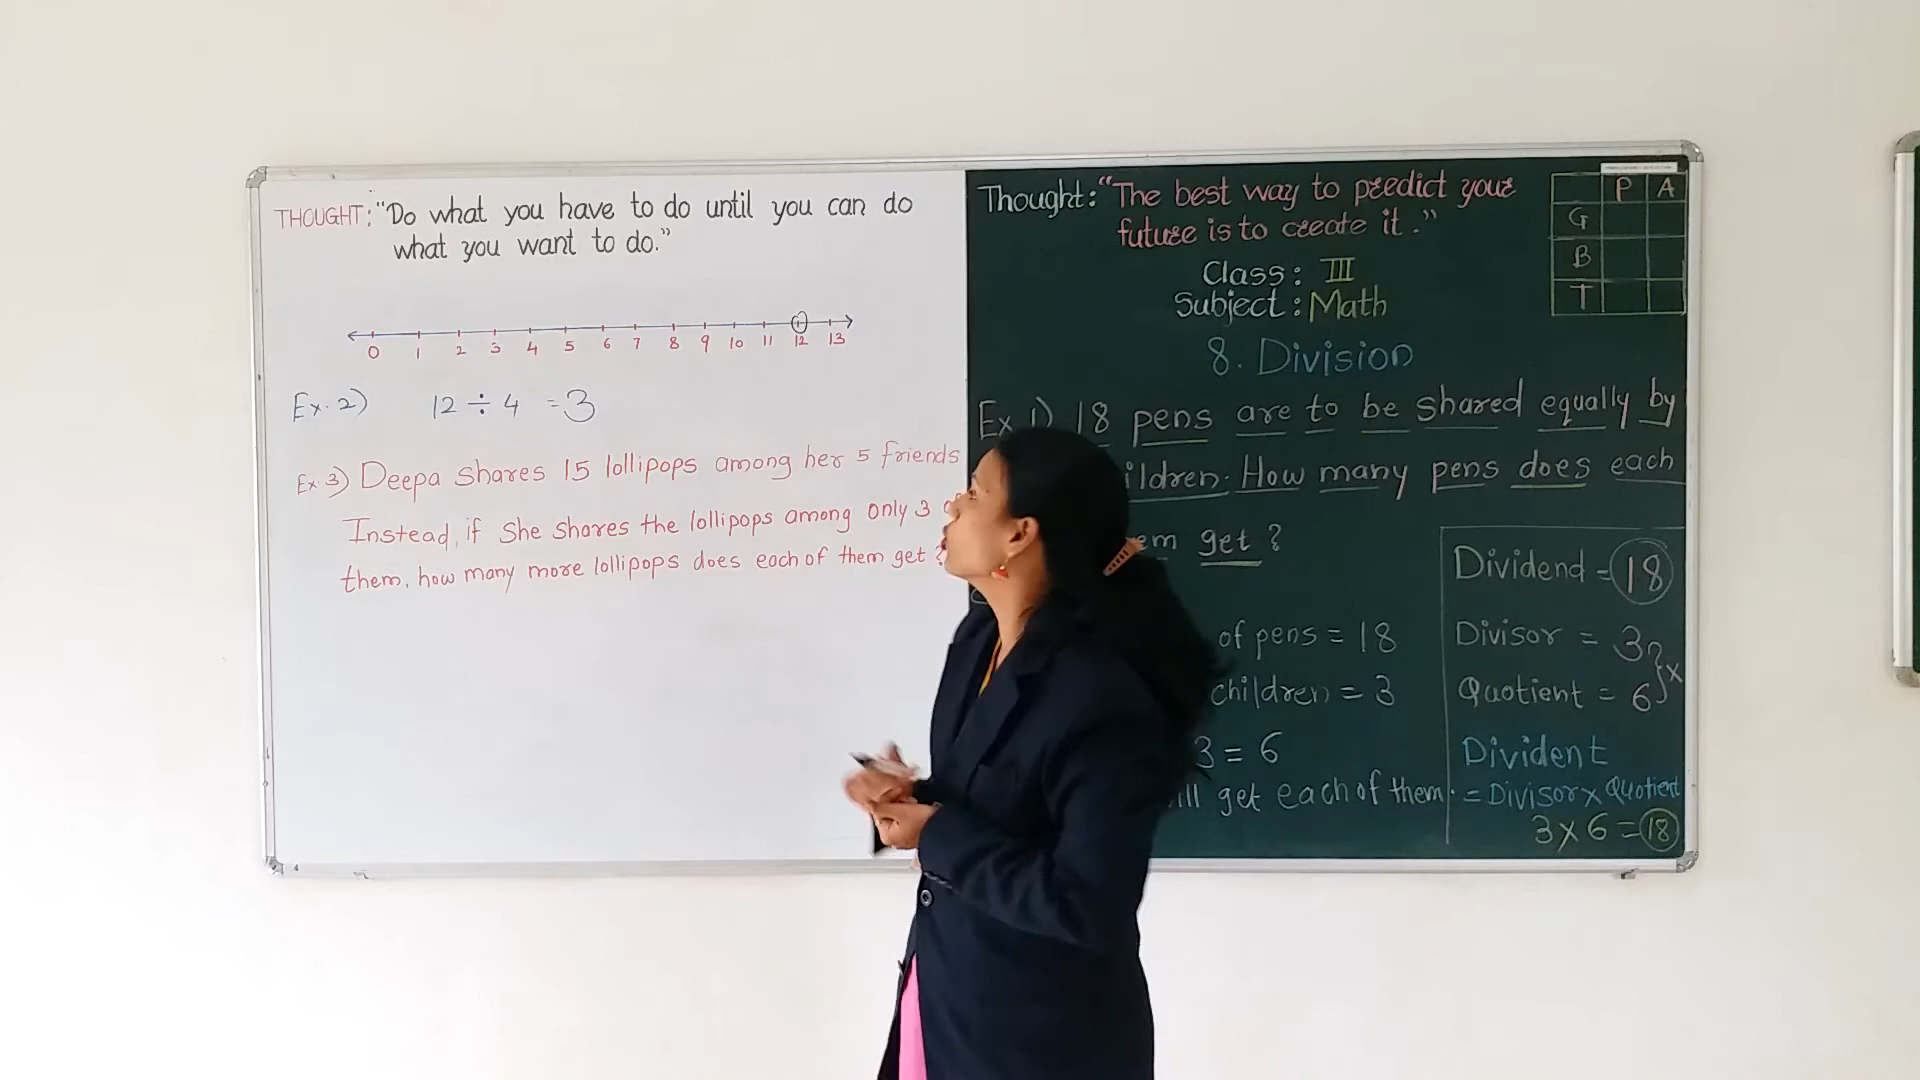 THOUGHT: "Do what you have to do until you can do
what you want to do."
0 1 2 3 4 5 6 7 8 9 10 11 12 13
Ex. 2) 12 ÷ 4 = 3
Ex 3) Deepa shares 15 lollipops among her 5 friends
Instead, if She shares the lollipops among only 3
them, how many more lollipops does each of them get ?
Thought: "The best way to predict your
future is to create it."
P A
G
B
T
Class: III
Subject: Math
8. Division
Ex 1) 18 pens are to be shared equally by
ildren. How many pens does each
em get ?
of pens = 18
children = 3
3 = 6
ll get each of them.
Dividend = 18
Divisor = 3
Quotient = 6 } x
Divident
= Divisor x Quotient
3 x 6 = 18